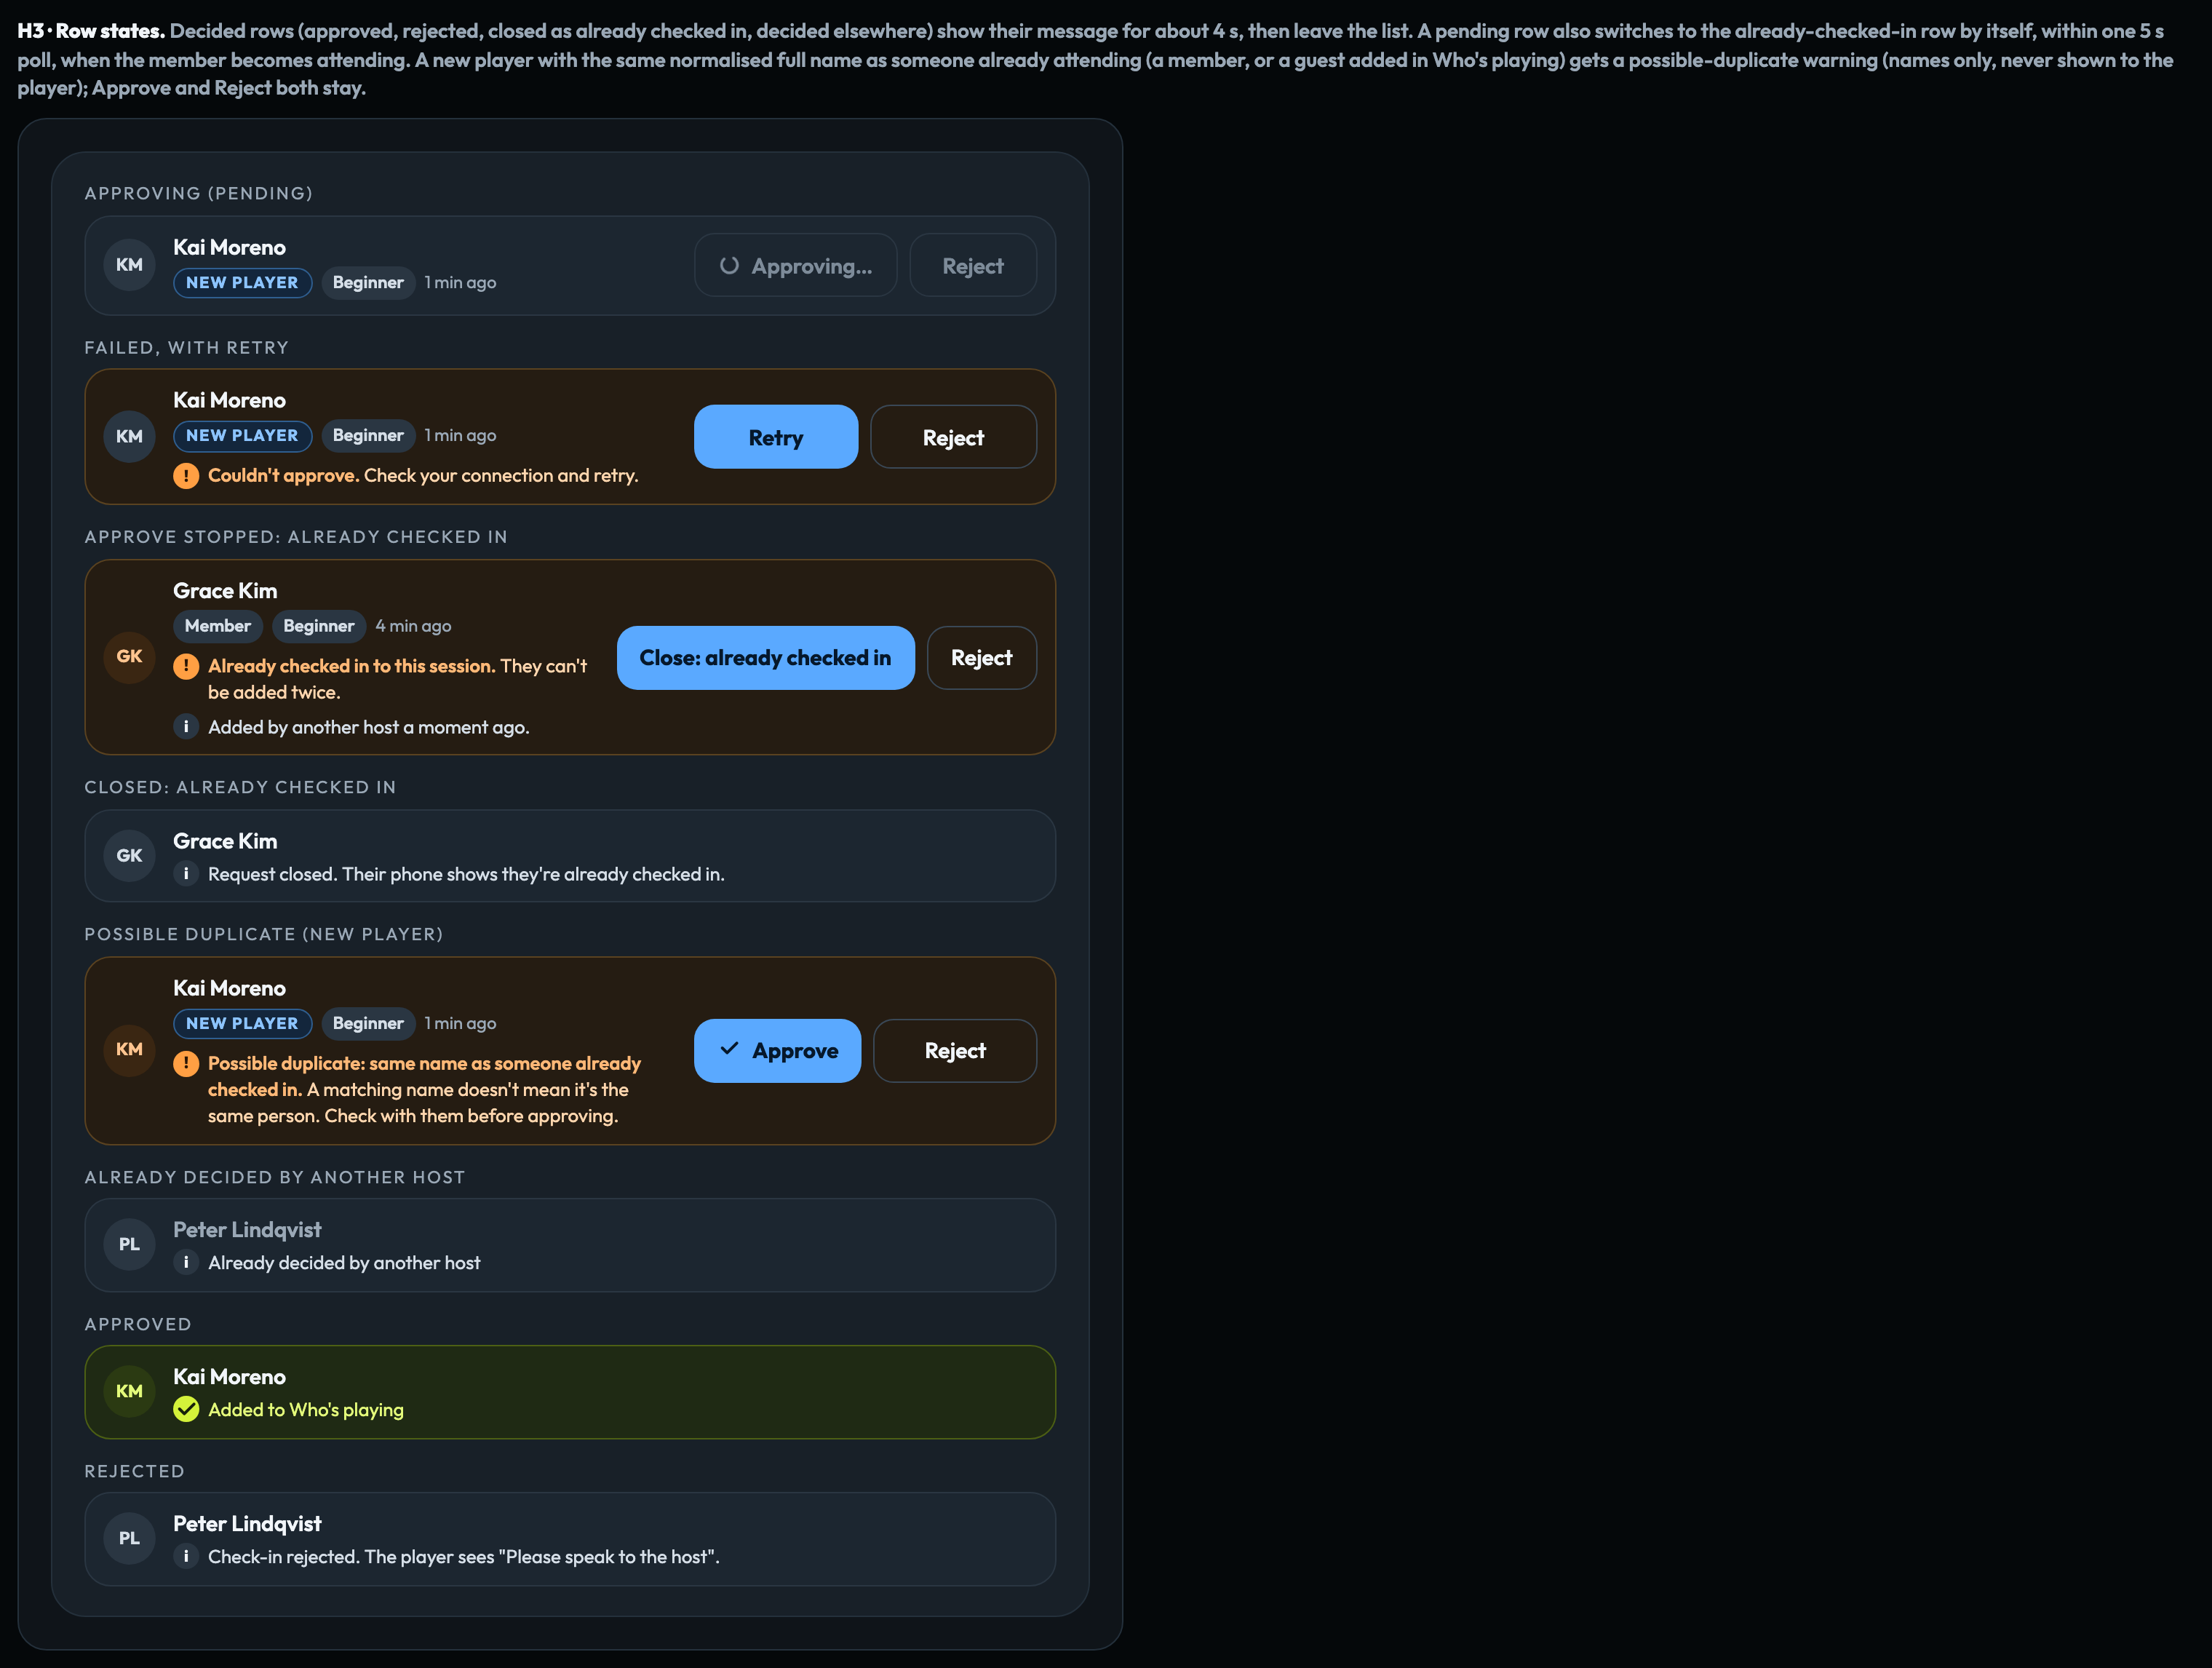 H3 · Row states. Decided rows (approved, rejected, closed as already checked in, decided elsewhere) show their message for about 4 s, then leave the list. A pending row also switches to the already-checked-in row by itself, within one 5 s
poll, when the member becomes attending. A new player with the same normalised full name as someone already attending (a member, or a guest added in Who's playing) gets a possible-duplicate warning (names only, never shown to the
player); Approve and Reject both stay.
APPROVING (PENDING)
KM
Kai Moreno
NEW PLAYER Beginner 1 min ago
Approving... Reject
FAILED, WITH RETRY
KM
Kai Moreno
NEW PLAYER Beginner 1 min ago
! Couldn't approve. Check your connection and retry.
Retry Reject
APPROVE STOPPED: ALREADY CHECKED IN
GK
Grace Kim
Member Beginner 4 min ago
! Already checked in to this session. They can't
be added twice.
i Added by another host a moment ago.
Close: already checked in Reject
CLOSED: ALREADY CHECKED IN
GK
Grace Kim
i Request closed. Their phone shows they're already checked in.
POSSIBLE DUPLICATE (NEW PLAYER)
KM
Kai Moreno
NEW PLAYER Beginner 1 min ago
! Possible duplicate: same name as someone already
checked in. A matching name doesn't mean it's the
same person. Check with them before approving.
Approve Reject
ALREADY DECIDED BY ANOTHER HOST
PL
Peter Lindqvist
i Already decided by another host
APPROVED
KM
Kai Moreno
Added to Who's playing
REJECTED
PL
Peter Lindqvist
i Check-in rejected. The player sees "Please speak to the host".